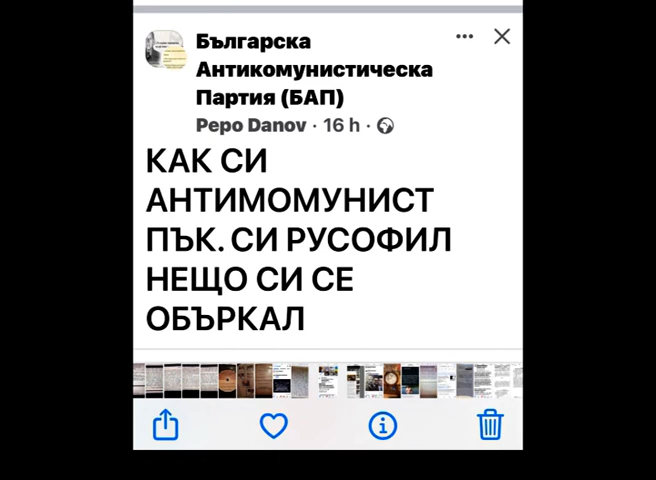 Българска
Антикомунистическа
Партия (БАП)
Pepo Danov · 16 h ·
КАК СИ
АНТИМОМУНИСТ
ПЪК. СИ РУСОФИЛ
НЕЩО СИ СЕ
ОБЪРКАЛ